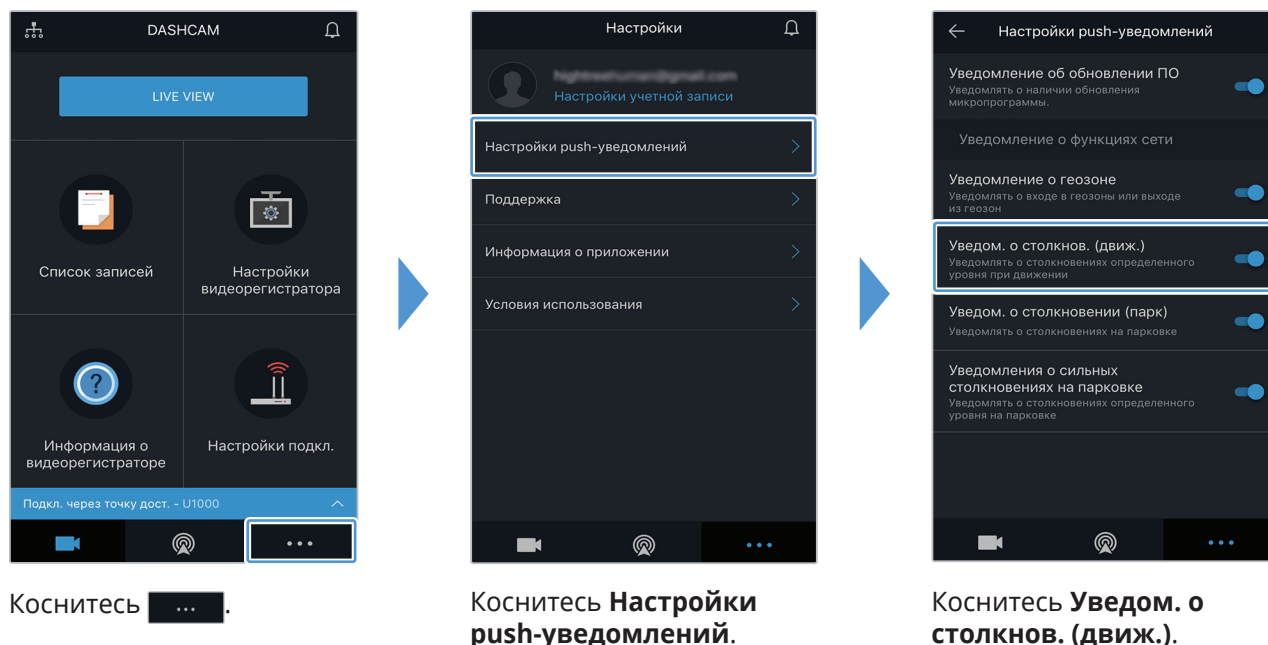 DASHCAM
LIVE VIEW
Список записей
Настройки
видеорегистратора
Информация о
видеорегистраторе
Настройки подкл.
Подкл. через точку дост. - U1000
...
Коснитесь ... .
Настройки
Настройки учетной записи
Настройки push-уведомлений
Поддержка
Информация о приложении
Условия использования
...
Коснитесь Настройки
push-уведомлений.
Настройки push-уведомлений
Уведомление об обновлении ПО
Уведомлять о наличии обновления
микропрограммы.
Уведомление о функциях сети
Уведомление о геозоне
Уведомлять о входе в геозоны или выходе
из геозон
Уведом. о столкнов. (движ.)
Уведомлять о столкновениях определенного
уровня при движении
Уведом. о столкновении (парк)
Уведомлять о столкновениях на парковке
Уведомления о сильных
столкновениях на парковке
Уведомлять о столкновениях определенного
уровня на парковке
...
Коснитесь Уведом. о
столкнов. (движ.).